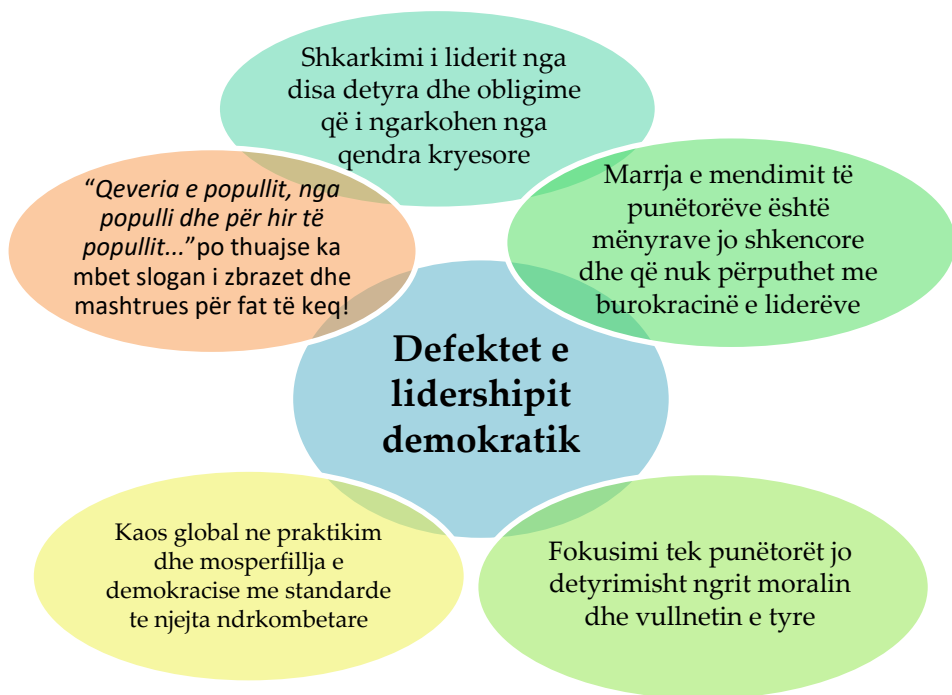 Shkarkimi i liderit nga
disa detyra dhe obligime
që i ngarkohen nga
qendra kryesore
“Qeveria e popullit, nga
populli dhe për hir të
popullit...”po thuajse ka
mbet slogan i zbrazet dhe
mashtrues për fat të keq!
Marrja e mendimit të
punëtorëve është
mënyrave jo shkencore
dhe që nuk përputhet me
burokracinë e liderëve
Defektet e
lidershipit
demokratik
Kaos global ne praktikim
dhe mosperfillja e
demokracise me standarde
te njejta ndrkombetare
Fokusimi tek punëtorët jo
detyrimisht ngrit moralin
dhe vullnetin e tyre